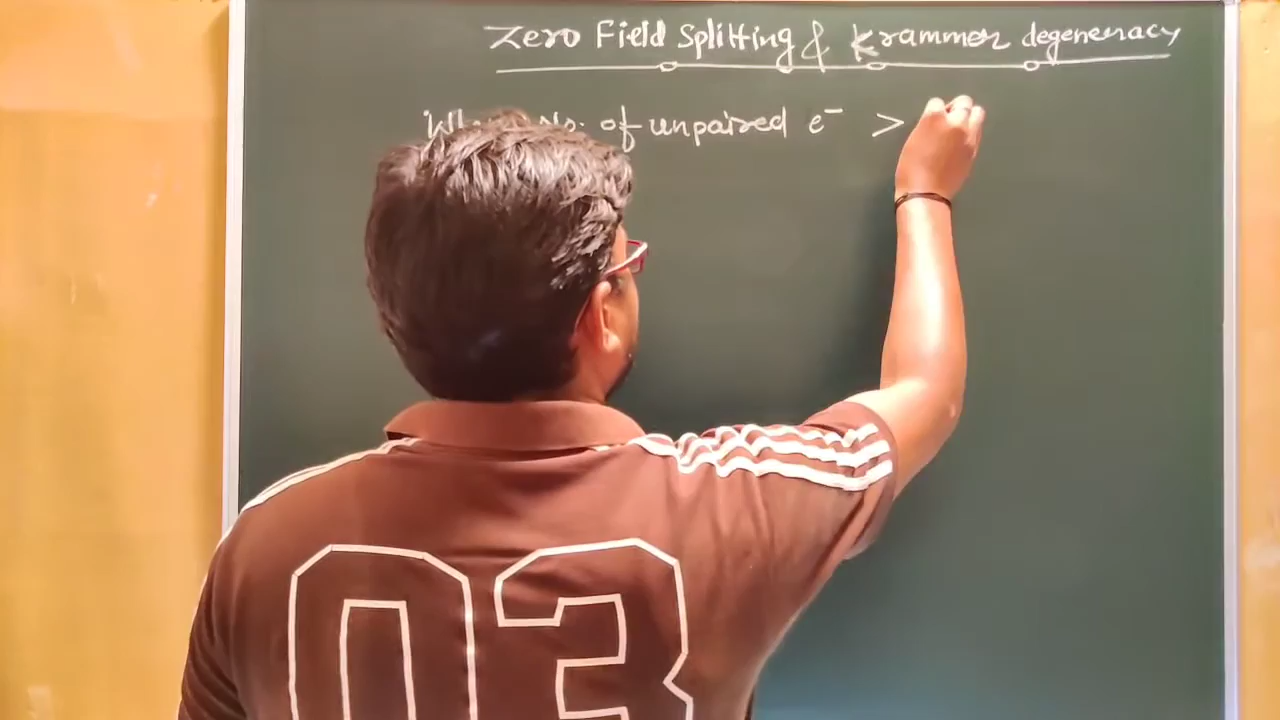 Zero Field Splitting & Krammer degeneracy
of unpaired e⁻ >
03